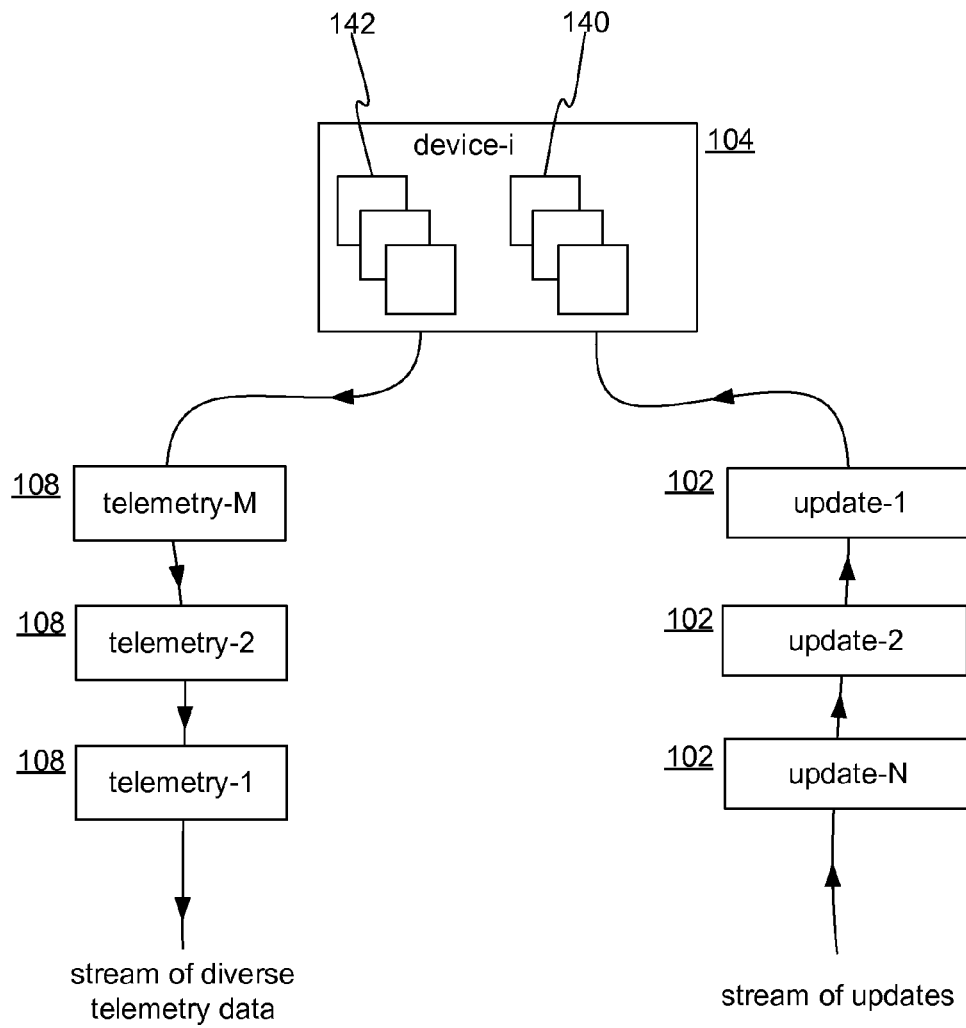 142
140
device-i
104
108
telemetry-M
102
update-1
108
telemetry-2
102
update-2
108
telemetry-1
102
update-N
stream of diverse
telemetry data
stream of updates